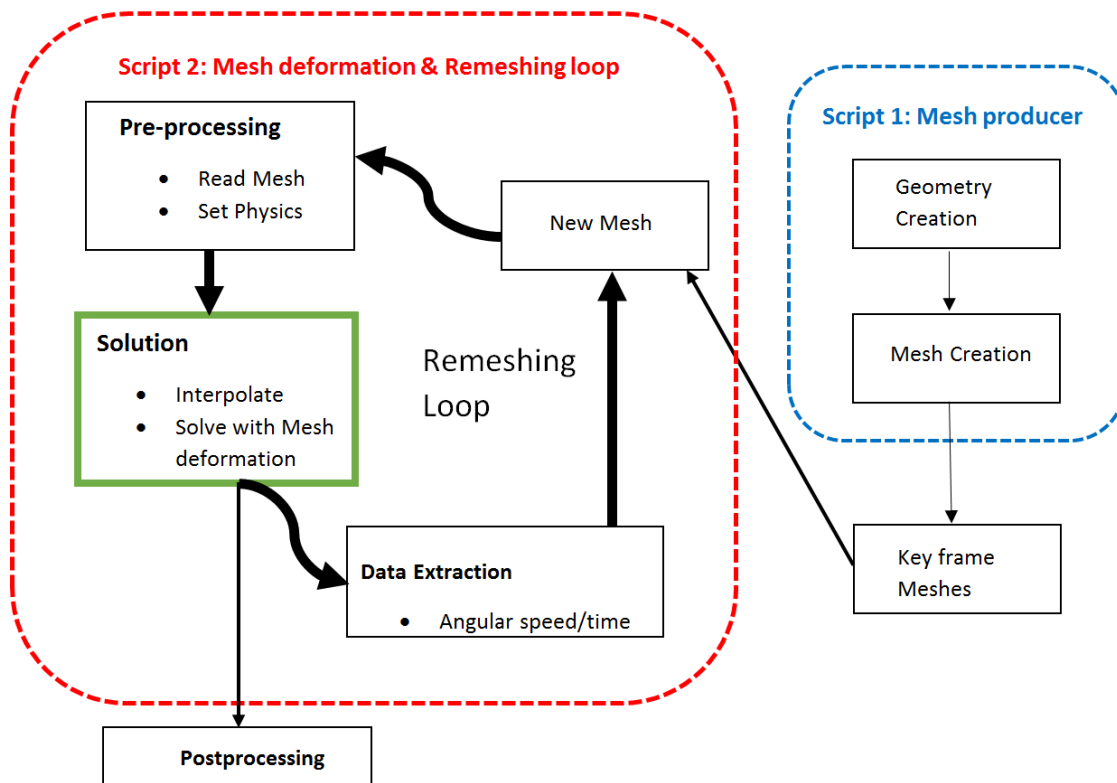 Script 2: Mesh deformation & Remeshing loop
Pre-processing
• Read Mesh
• Set Physics
New Mesh
Solution
• Interpolate
• Solve with Mesh
deformation
Remeshing
Loop
Data Extraction
• Angular speed/time
Postprocessing
Script 1: Mesh producer
Geometry
Creation
Mesh Creation
Key frame
Meshes